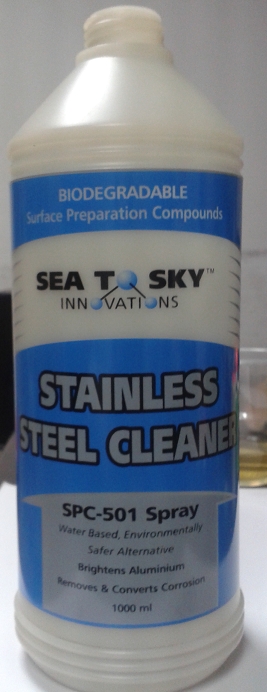 BIODEGRADABLE
Surface Preparation Compounds
SEA TO SKY™
INNOVATIONS
STAINLESS
STEEL CLEANER
SPC-501 Spray
Water Based, Environmentally
Safer Alternative
Brightens Aluminium
Removes & Converts Corrosion
1000 ml